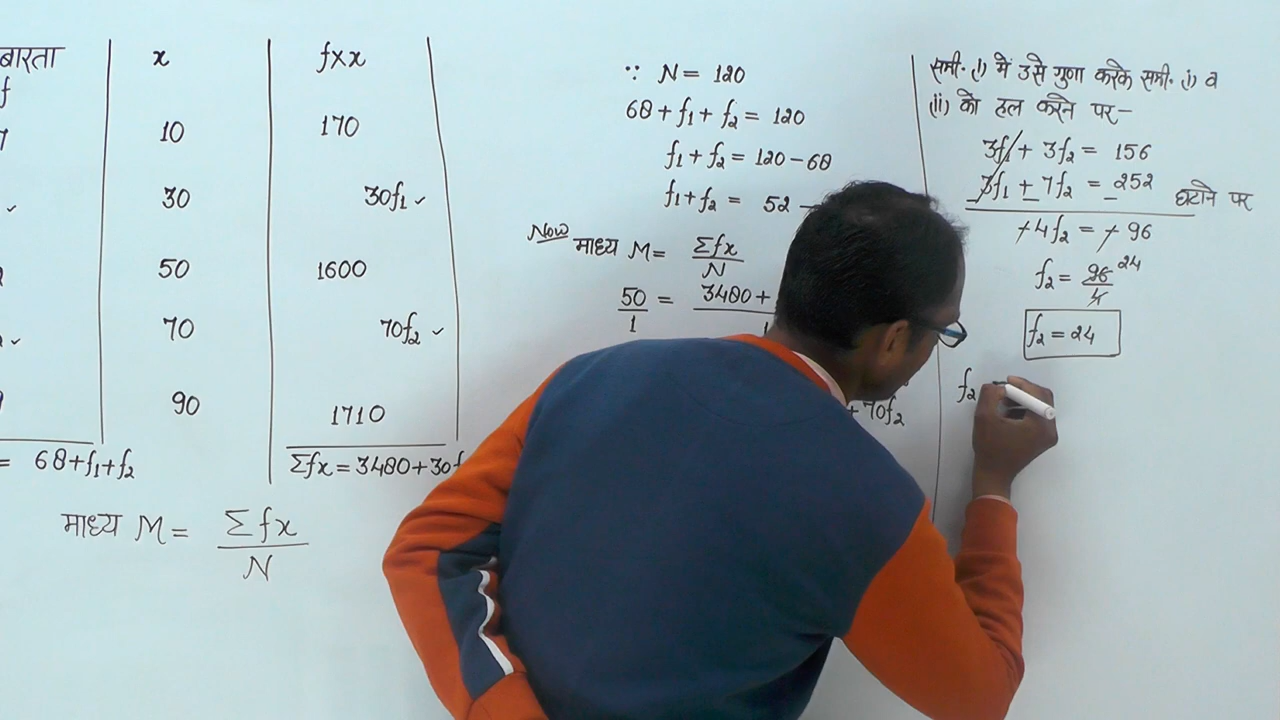 बारता x f×x
f
7 10 170
✓ 30 30f₁ ✓
50 1600
✓ 70 70f₂ ✓
90 1710
= 68+f₁+f₂ Σfx = 3480+30f
माध्य M = Σfx/N
∵ N = 120
68 + f₁ + f₂ = 120
f₁ + f₂ = 120 - 68
f₁ + f₂ = 52 -
Now माध्य M = Σfx/N
50/1 = 3480 +
+ 70f₂
समी. (i) में उसे गुणा करके समी. (i) व
(ii) को हल करने पर -
3f₁ + 3f₂ = 156
3f₁ + 7f₂ = 252 घटाने पर
- - -
-4f₂ = - 96
f₂ = 96/4 24
f₂ = 24
f₂